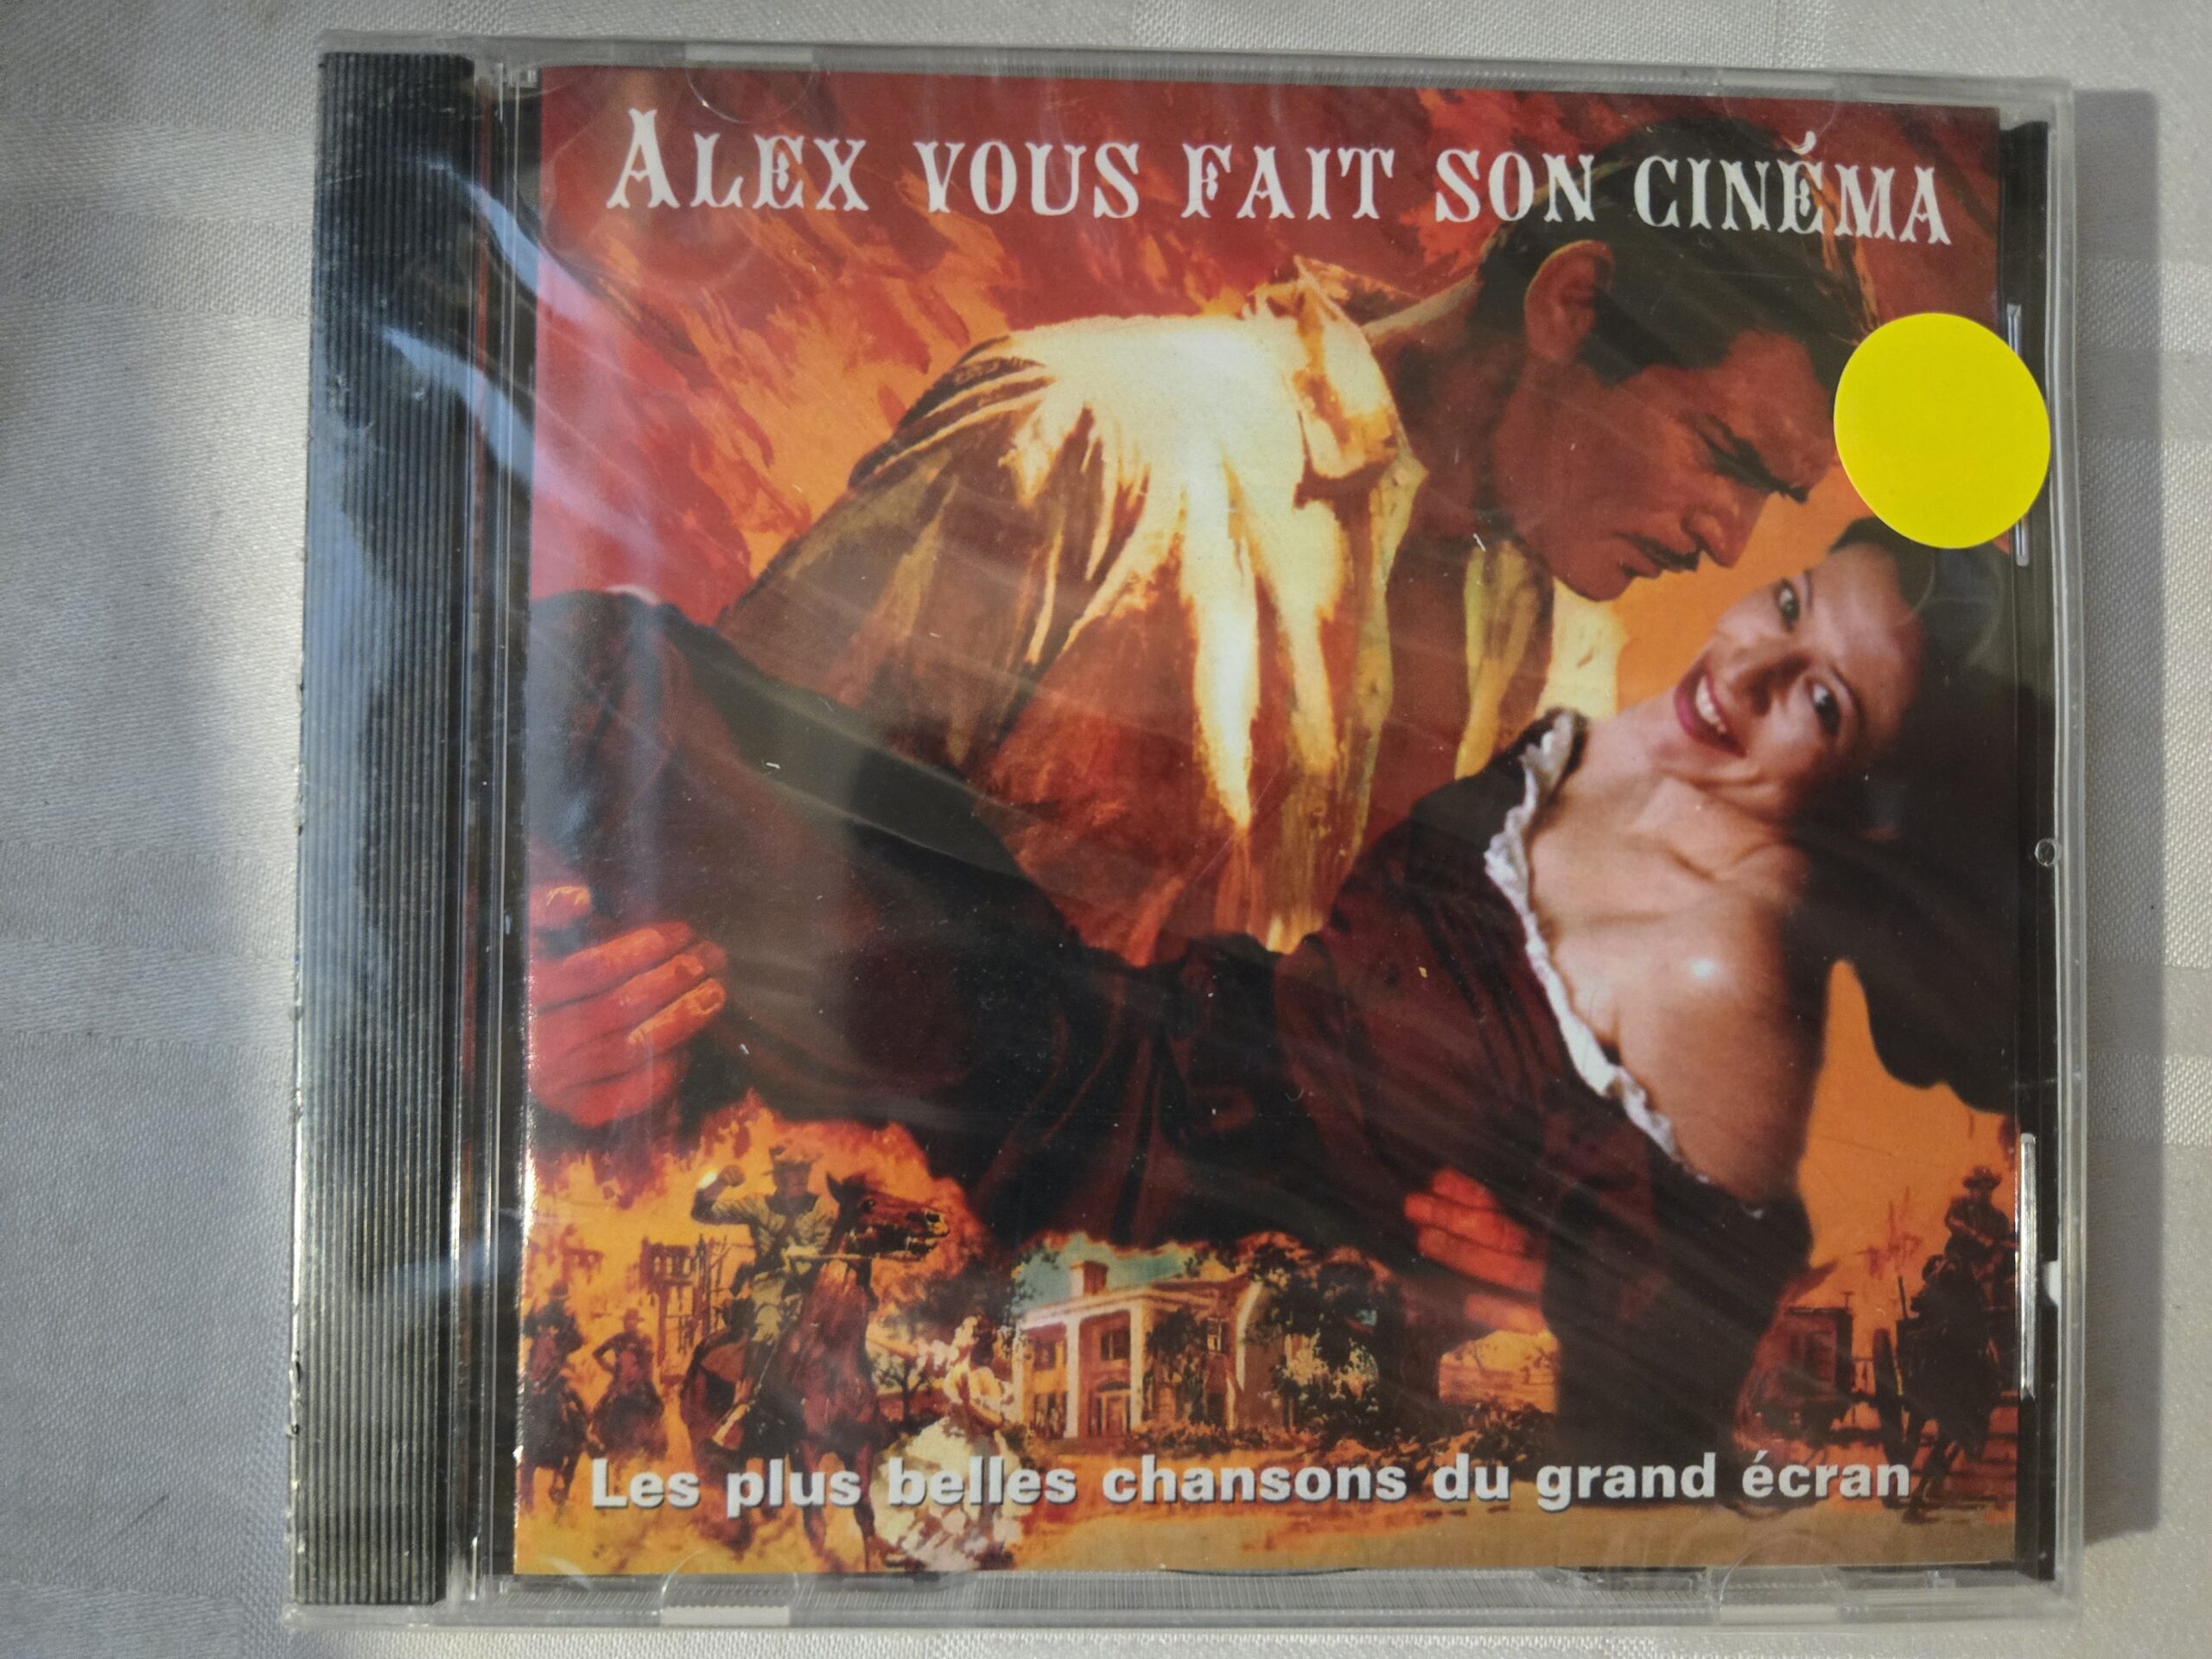 ALEX VOUS FAIT SON CINÉMA
Les plus belles chansons du grand écran